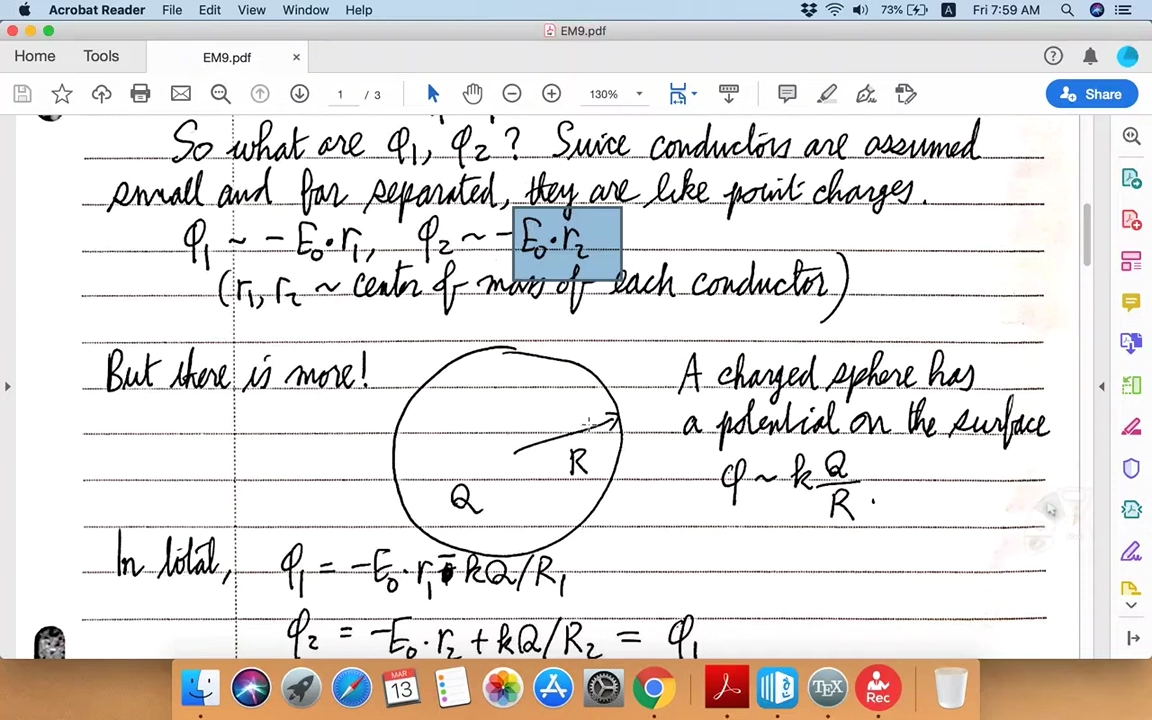 Acrobat Reader File Edit View Window Help 73% A Fri 7:59 AM
EM9.pdf
Home Tools EM9.pdf ×
1 / 3 130% Share
So what are φ₁, φ₂? Since conductors are assumed
small and far separated, they are like point charges.
φ₁ ~ -E₀·r₁, φ₂ ~ -E₀·r₂
(r₁, r₂ ~ center of mass of each conductor)
But there is more!
R
Q
A charged sphere has
a potential on the surface
φ ~ k Q/R.
In total, φ₁ = -E₀·r₁ - kQ/R₁
φ₂ = -E₀·r₂ + kQ/R₂ = φ₁
MAR
13
TEX
Rec